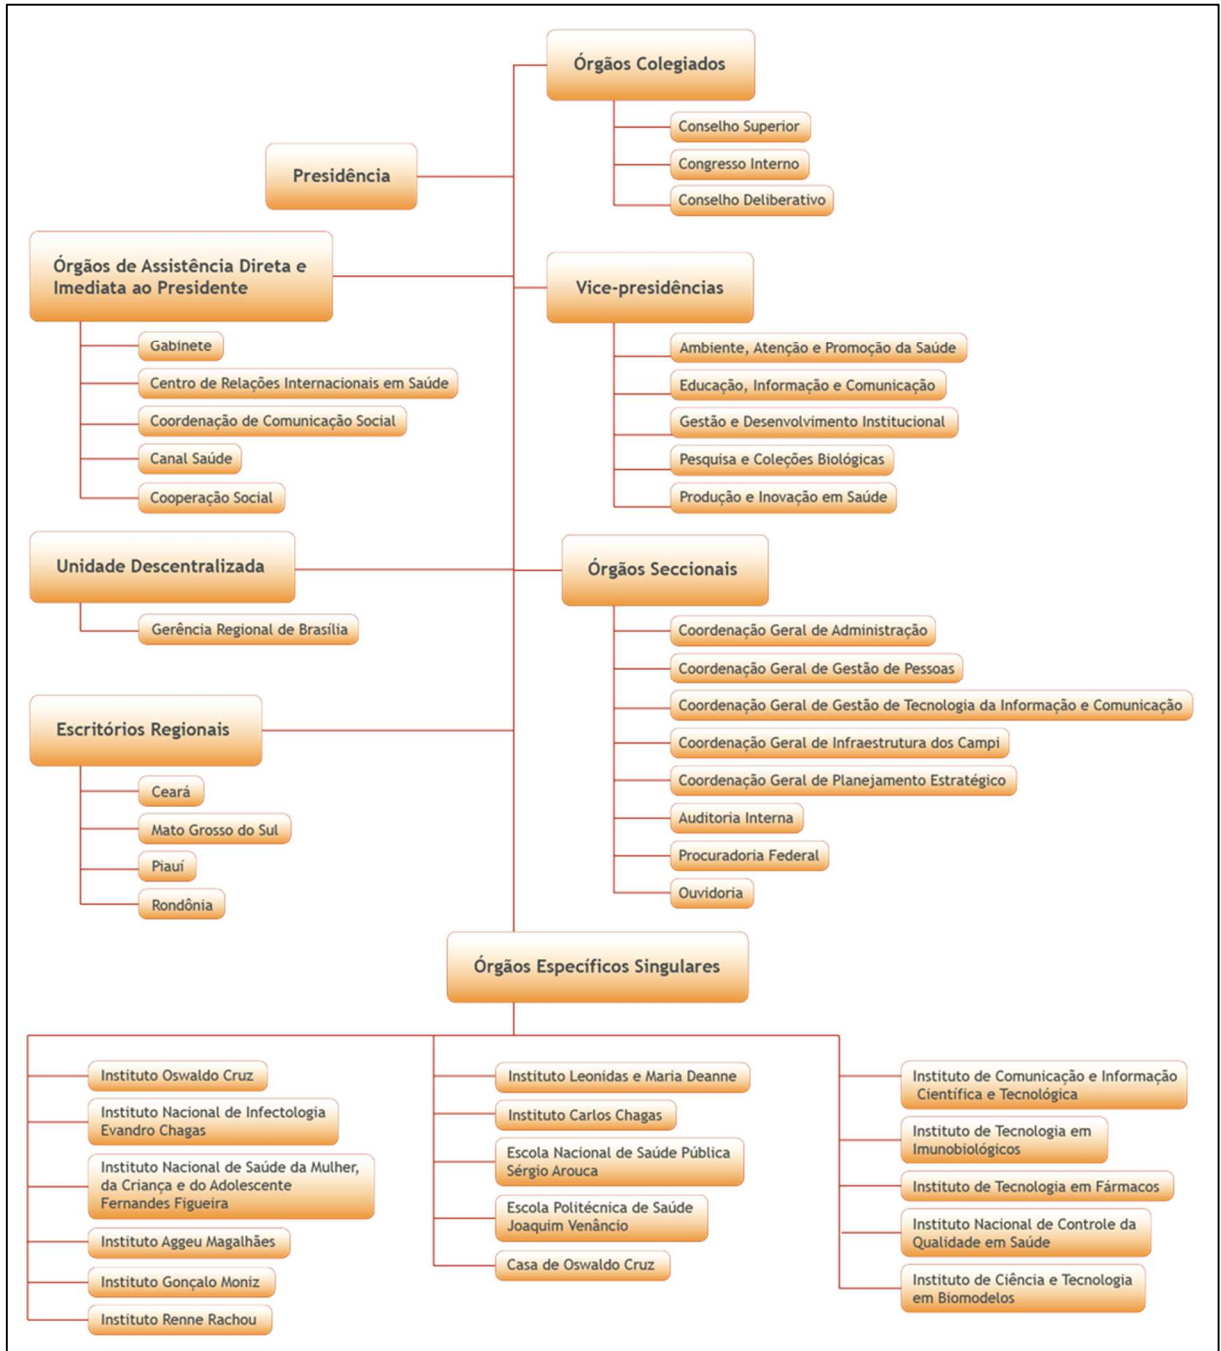 Órgãos Colegiados
Conselho Superior
Congresso Interno
Conselho Deliberativo
Presidência
Órgãos de Assistência Direta e
Imediata ao Presidente
Gabinete
Centro de Relações Internacionais em Saúde
Coordenação de Comunicação Social
Canal Saúde
Cooperação Social
Vice-presidências
Ambiente, Atenção e Promoção da Saúde
Educação, Informação e Comunicação
Gestão e Desenvolvimento Institucional
Pesquisa e Coleções Biológicas
Produção e Inovação em Saúde
Unidade Descentralizada
Gerência Regional de Brasília
Órgãos Seccionais
Coordenação Geral de Administração
Coordenação Geral de Gestão de Pessoas
Coordenação Geral de Gestão de Tecnologia da Informação e Comunicação
Coordenação Geral de Infraestrutura dos Campi
Coordenação Geral de Planejamento Estratégico
Auditoria Interna
Procuradoria Federal
Ouvidoria
Escritórios Regionais
Ceará
Mato Grosso do Sul
Piauí
Rondônia
Órgãos Específicos Singulares
Instituto Oswaldo Cruz
Instituto Nacional de Infectologia
Evandro Chagas
Instituto Nacional de Saúde da Mulher,
da Criança e do Adolescente
Fernandes Figueira
Instituto Aggeu Magalhães
Instituto Gonçalo Moniz
Instituto Renne Rachou
Instituto Leonidas e Maria Deanne
Instituto Carlos Chagas
Escola Nacional de Saúde Pública
Sérgio Arouca
Escola Politécnica de Saúde
Joaquim Venâncio
Casa de Oswaldo Cruz
Instituto de Comunicação e Informação
Científica e Tecnológica
Instituto de Tecnologia em
Imunobiológicos
Instituto de Tecnologia em Fármacos
Instituto Nacional de Controle da
Qualidade em Saúde
Instituto de Ciência e Tecnologia
em Biomodelos